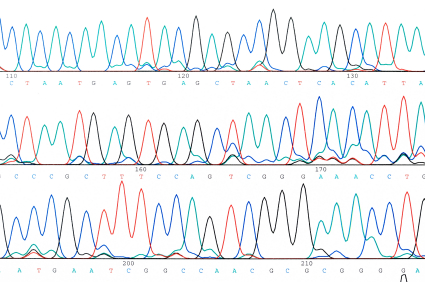 110 120 130
C T A A T G A G T G A G C T A C T C A C A T T A
160 170
C C C C G C T T T C C A G T C G G G A A A C C T G
200 210
A T G A A T C G G C C A A C G C G C G G G G A